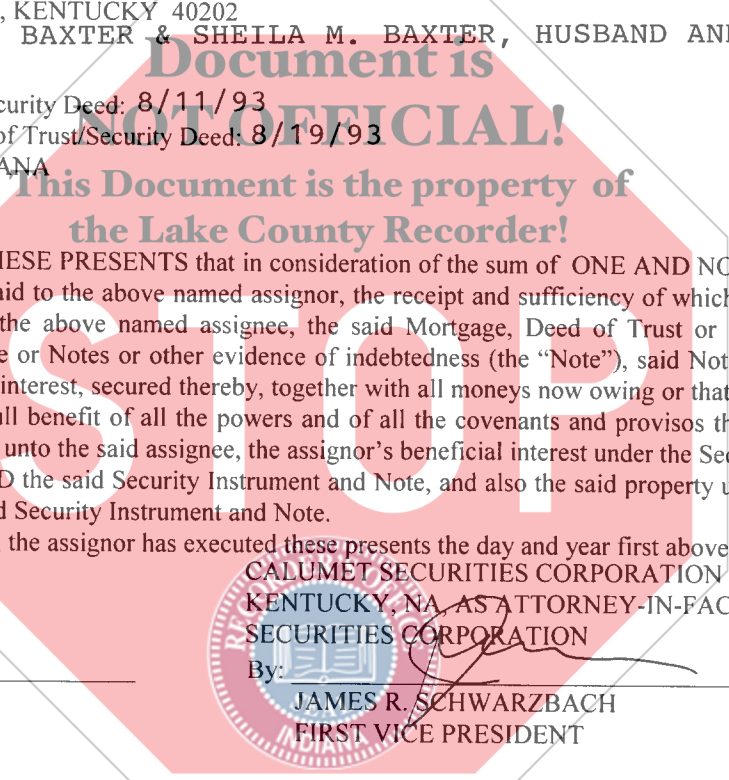 , KENTUCKY 40202
BAXTER & SHEILA M. BAXTER, HUSBAND AN
Document is
curity Deed: 8/11/93
NOT OFFICIAL!
of Trust/Security Deed: 8/19/93
ANA
This Document is the property of
the Lake County Recorder!
HESE PRESENTS that in consideration of the sum of ONE AND NO
aid to the above named assignor, the receipt and sufficiency of which
the above named assignee, the said Mortgage, Deed of Trust or
e or Notes or other evidence of indebtedness (the “Note”), said Not
interest, secured thereby, together with all moneys now owing or that
all benefit of all the powers and of all the covenants and provisos th
unto the said assignee, the assignor’s beneficial interest under the Sec
D the said Security Instrument and Note, and also the said property u
d Security Instrument and Note.
STOP
, the assignor has executed these presents the day and year first above
CALUMET SECURITIES CORPORATION
KENTUCKY, NA, AS ATTORNEY-IN-FAC
SECURITIES CORPORATION
By:
JAMES R. SCHWARZBACH
FIRST VICE PRESIDENT
RECORDER OFFICE
SEAL
INDIANA